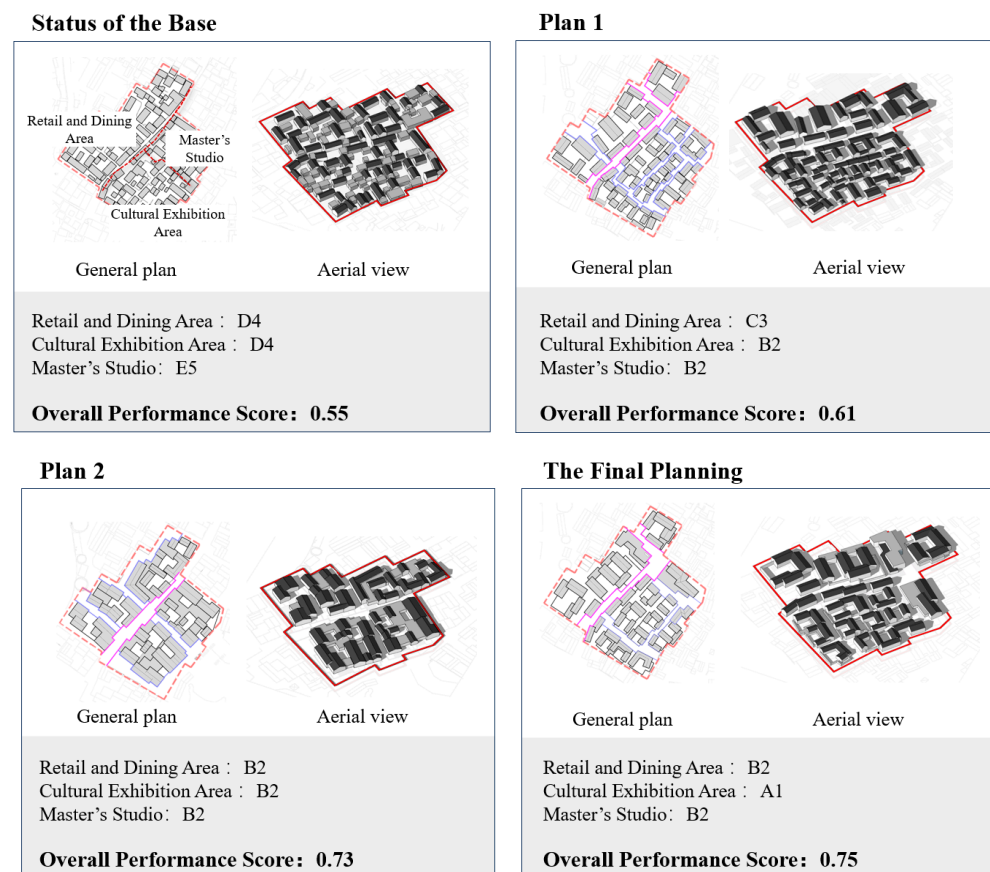 Status of the Base
Retail and Dining
Area
Master's
Studio
Cultural Exhibition
Area
General plan
Aerial view
Retail and Dining Area： D4
Cultural Exhibition Area： D4
Master's Studio： E5
Overall Performance Score：0.55
Plan 1
General plan
Aerial view
Retail and Dining Area： C3
Cultural Exhibition Area： B2
Master's Studio： B2
Overall Performance Score：0.61
Plan 2
General plan
Aerial view
Retail and Dining Area： B2
Cultural Exhibition Area： B2
Master's Studio： B2
Overall Performance Score：0.73
The Final Planning
General plan
Aerial view
Retail and Dining Area： B2
Cultural Exhibition Area： A1
Master's Studio： B2
Overall Performance Score：0.75